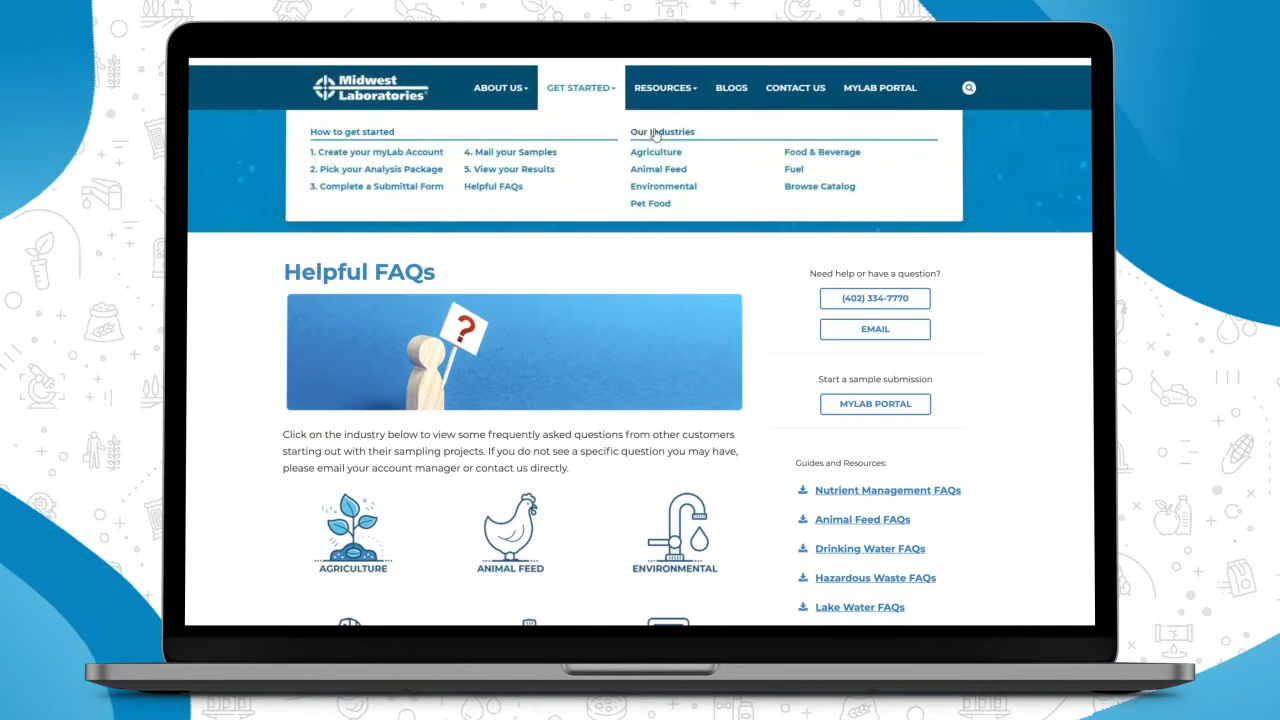 Midwest
Laboratories®
ABOUT US
GET STARTED
RESOURCES
BLOGS
CONTACT US
MYLAB PORTAL
How to get started
1. Create your myLab Account
2. Pick your Analysis Package
3. Complete a Submittal Form
4. Mail your Samples
5. View your Results
Helpful FAQs
Our Industries
Agriculture
Animal Feed
Environmental
Pet Food
Food & Beverage
Fuel
Browse Catalog
Helpful FAQs
?
Click on the industry below to view some frequently asked questions from other customers
starting out with their sampling projects. If you do not see a specific question you may have,
please email your account manager or contact us directly.
AGRICULTURE
ANIMAL FEED
ENVIRONMENTAL
Need help or have a question?
(402) 334-7770
EMAIL
Start a sample submission
MYLAB PORTAL
Guides and Resources:
Nutrient Management FAQs
Animal Feed FAQs
Drinking Water FAQs
Hazardous Waste FAQs
Lake Water FAQs